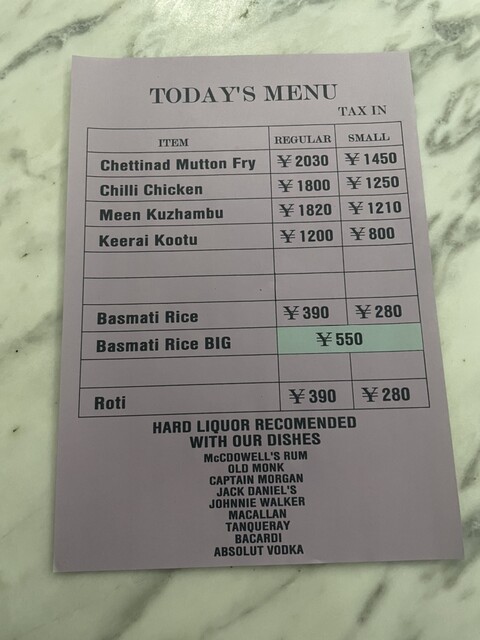 TODAY'S MENU
TAX IN
ITEM REGULAR SMALL
Chettinad Mutton Fry ¥2030 ¥1450
Chilli Chicken ¥1800 ¥1250
Meen Kuzhambu ¥1820 ¥1210
Keerai Kootu ¥1200 ¥800
Basmati Rice ¥390 ¥280
Basmati Rice BIG ¥550
Roti ¥390 ¥280
HARD LIQUOR RECOMENDED
WITH OUR DISHES
McCDOWELL'S RUM
OLD MONK
CAPTAIN MORGAN
JACK DANIEL'S
JOHNNIE WALKER
MACALLAN
TANQUERAY
BACARDI
ABSOLUT VODKA